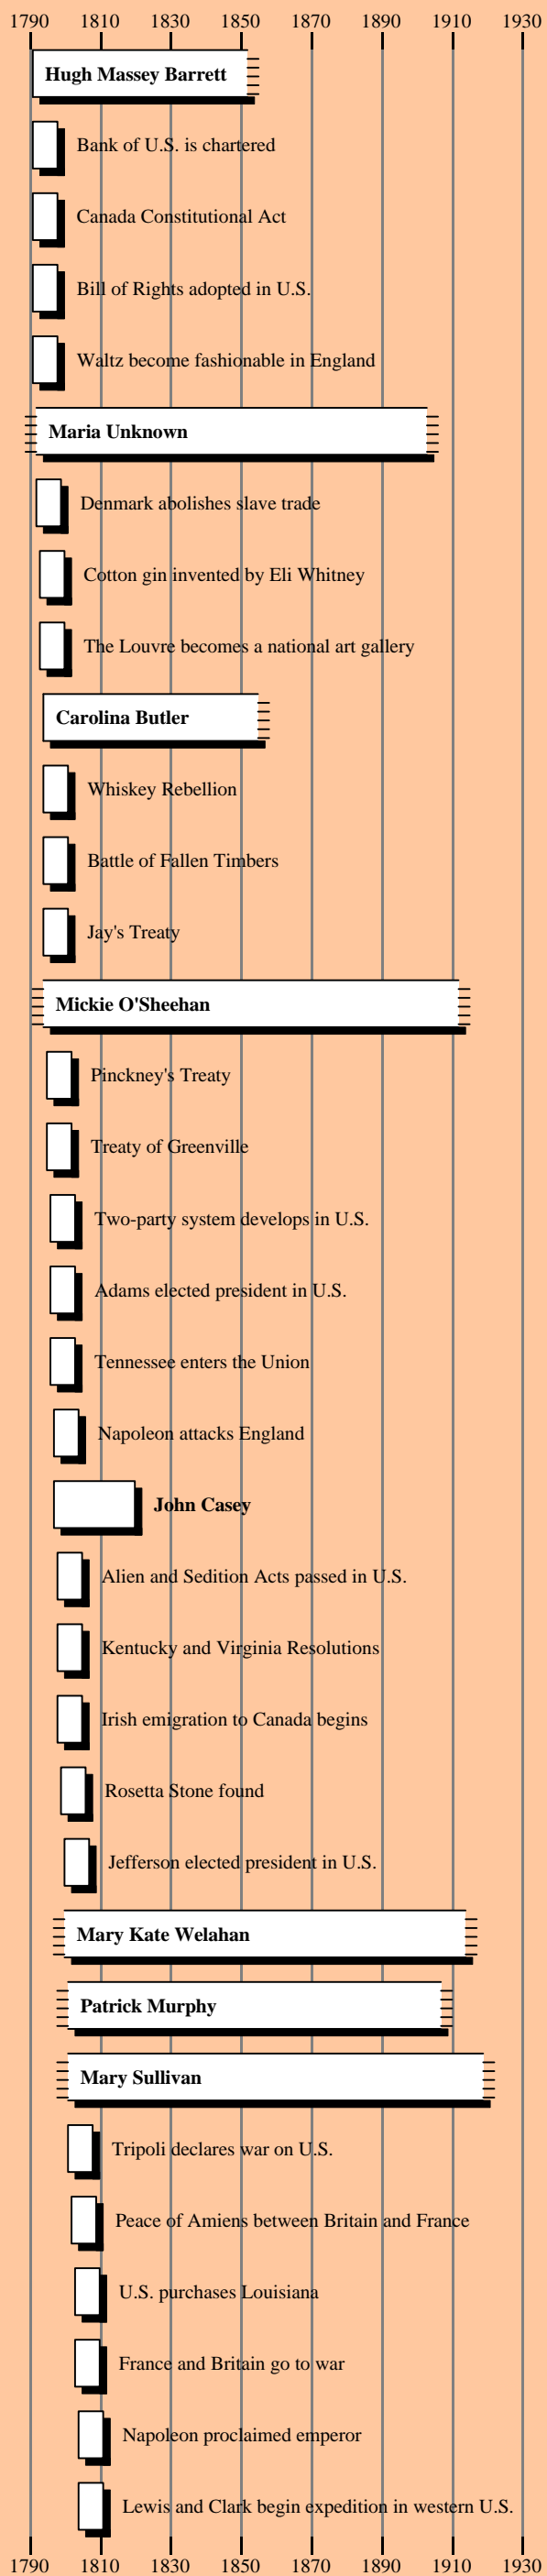 1790 1810 1830 1850 1870 1890 1910 1930
Hugh Massey Barrett
Bank of U.S. is chartered
Canada Constitutional Act
Bill of Rights adopted in U.S.
Waltz become fashionable in England
Maria Unknown
Denmark abolishes slave trade
Cotton gin invented by Eli Whitney
The Louvre becomes a national art gallery
Carolina Butler
Whiskey Rebellion
Battle of Fallen Timbers
Jay's Treaty
Mickie O'Sheehan
Pinckney's Treaty
Treaty of Greenville
Two-party system develops in U.S.
Adams elected president in U.S.
Tennessee enters the Union
Napoleon attacks England
John Casey
Alien and Sedition Acts passed in U.S.
Kentucky and Virginia Resolutions
Irish emigration to Canada begins
Rosetta Stone found
Jefferson elected president in U.S.
Mary Kate Welahan
Patrick Murphy
Mary Sullivan
Tripoli declares war on U.S.
Peace of Amiens between Britain and France
U.S. purchases Louisiana
France and Britain go to war
Napoleon proclaimed emperor
Lewis and Clark begin expedition in western U.S.
1790 1810 1830 1850 1870 1890 1910 1930